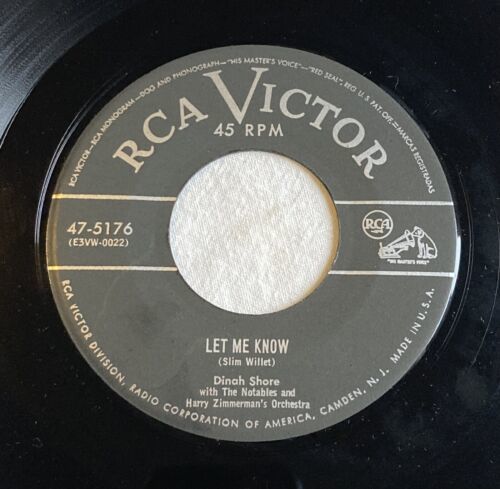 RCA VICTOR—RCA MONOGRAM—DOG AND PHONOGRAPH—"HIS MASTER'S VOICE"—"RED SEAL" REG. U.S. PAT. OFF.—MARCAS REGISTRADAS
RCA VICTOR
45 RPM
47-5176
(E3VW-0022)
RCA
"HIS MASTER'S VOICE"
LET ME KNOW
(Slim Willet)
Dinah Shore
with The Notables and
Harry Zimmerman's Orchestra
RCA VICTOR DIVISION, RADIO CORPORATION OF AMERICA, CAMDEN, N. J. MADE IN U.S.A.